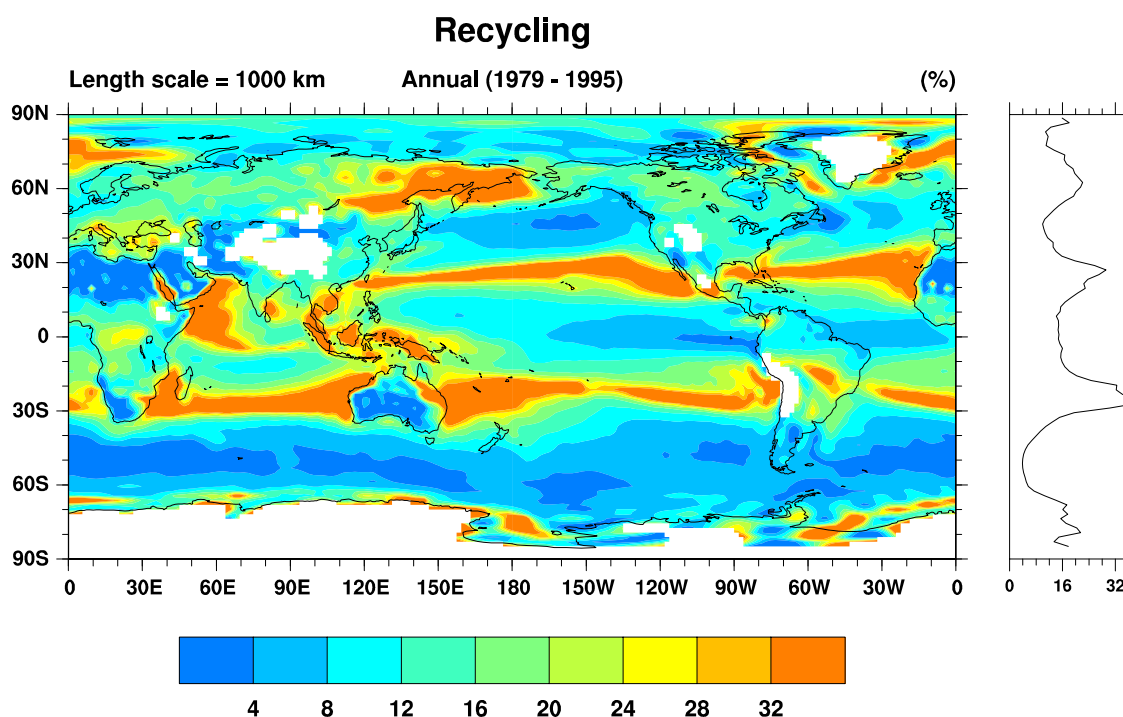 Recycling
Length scale = 1000 km Annual (1979 - 1995) (%)
90N
60N
30N
0
30S
60S
90S
0 30E 60E 90E 120E 150E 180 150W 120W 90W 60W 30W 0
0 16 32
4 8 12 16 20 24 28 32